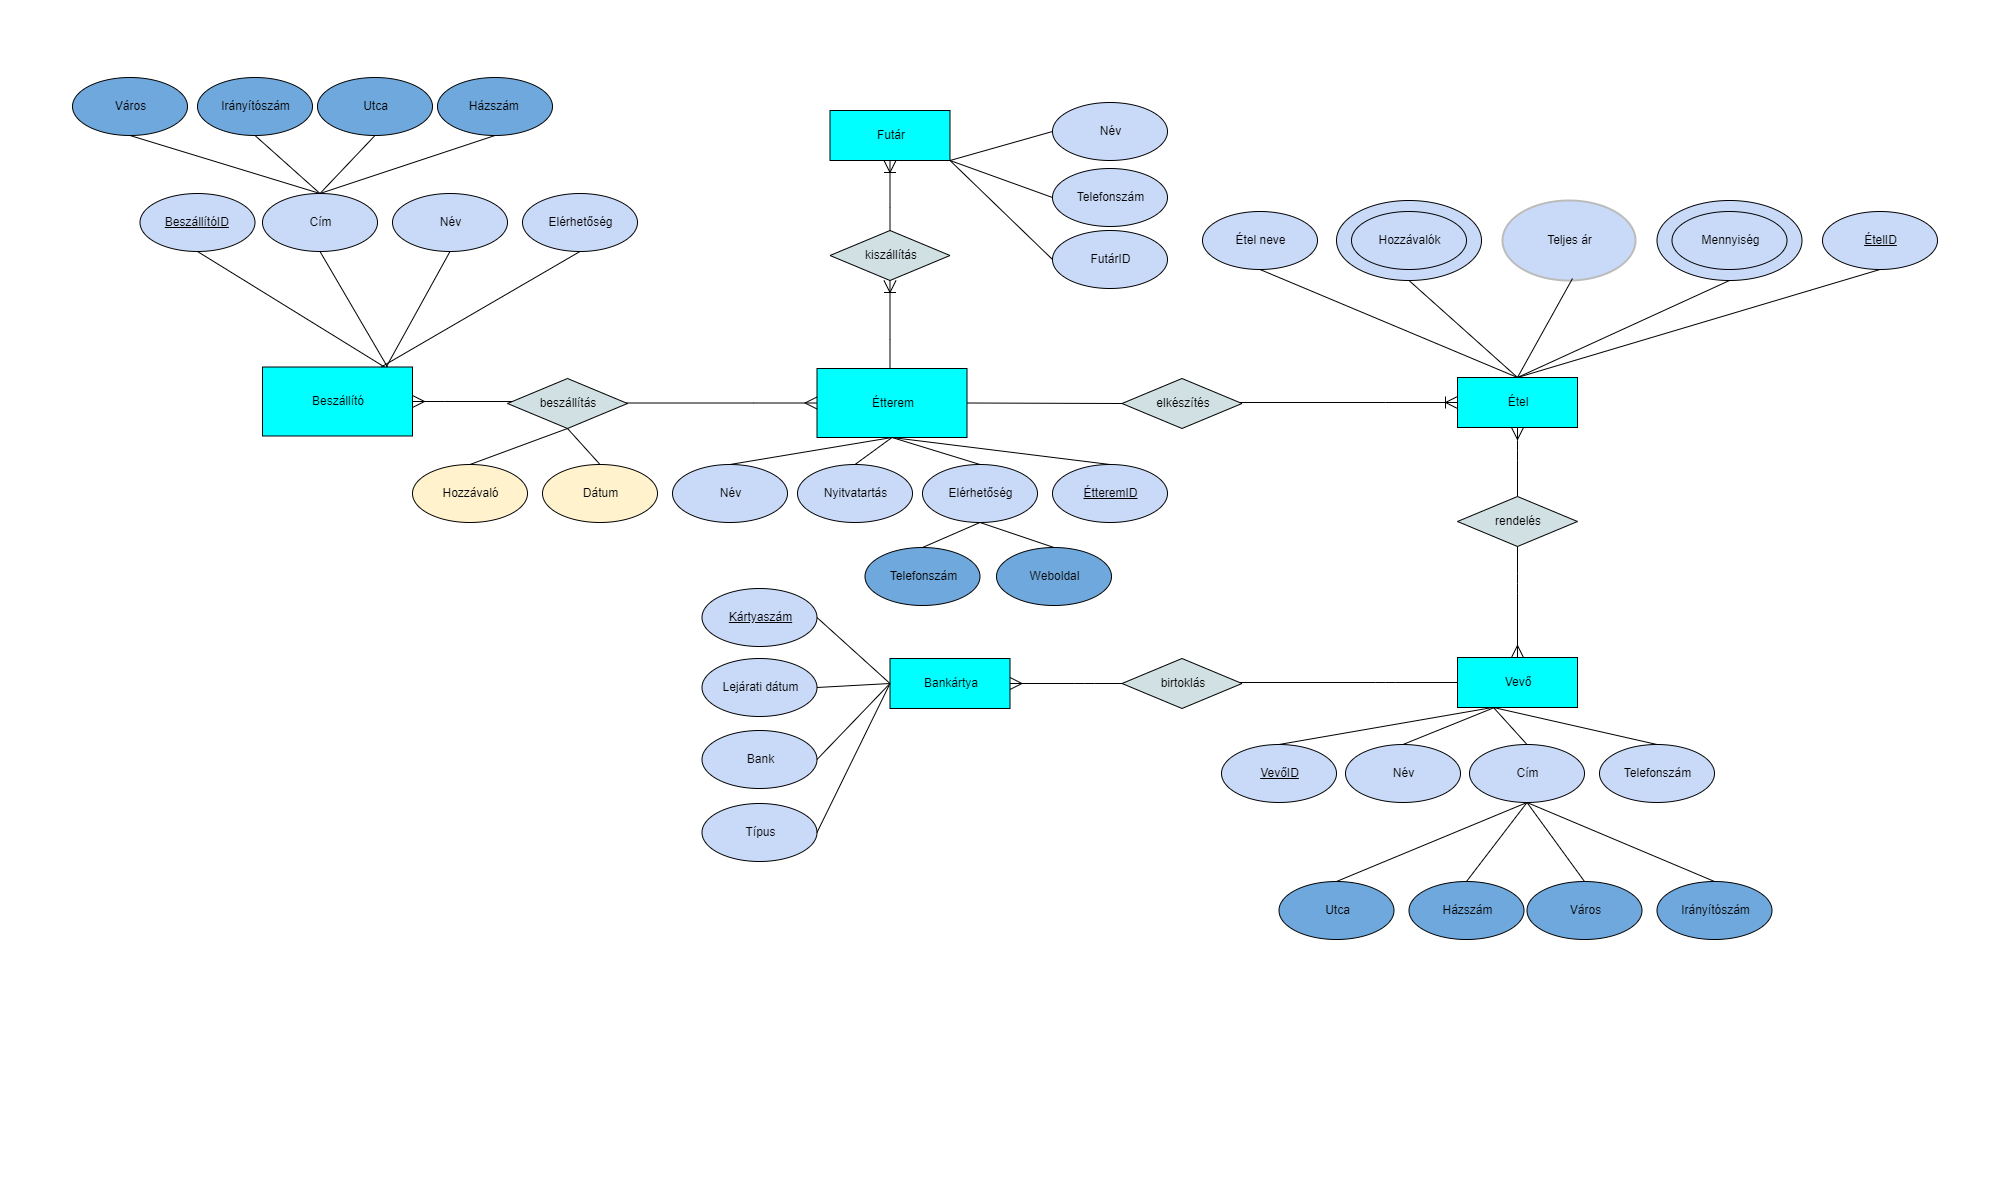 Város
Irányítószám
Utca
Házszám
Futár
Név
Telefonszám
FutárID
BeszállítóID
Cím
Név
Elérhetőség
kiszállítás
Étel neve
Hozzávalók
Teljes ár
Mennyiség
ÉtelID
Beszállító
beszállítás
Étterem
elkészítés
Étel
Hozzávaló
Dátum
Név
Nyitvatartás
Elérhetőség
ÉtteremID
rendelés
Telefonszám
Weboldal
Kártyaszám
Lejárati dátum
Bank
Típus
Bankártya
birtoklás
Vevő
VevőID
Név
Cím
Telefonszám
Utca
Házszám
Város
Irányítószám